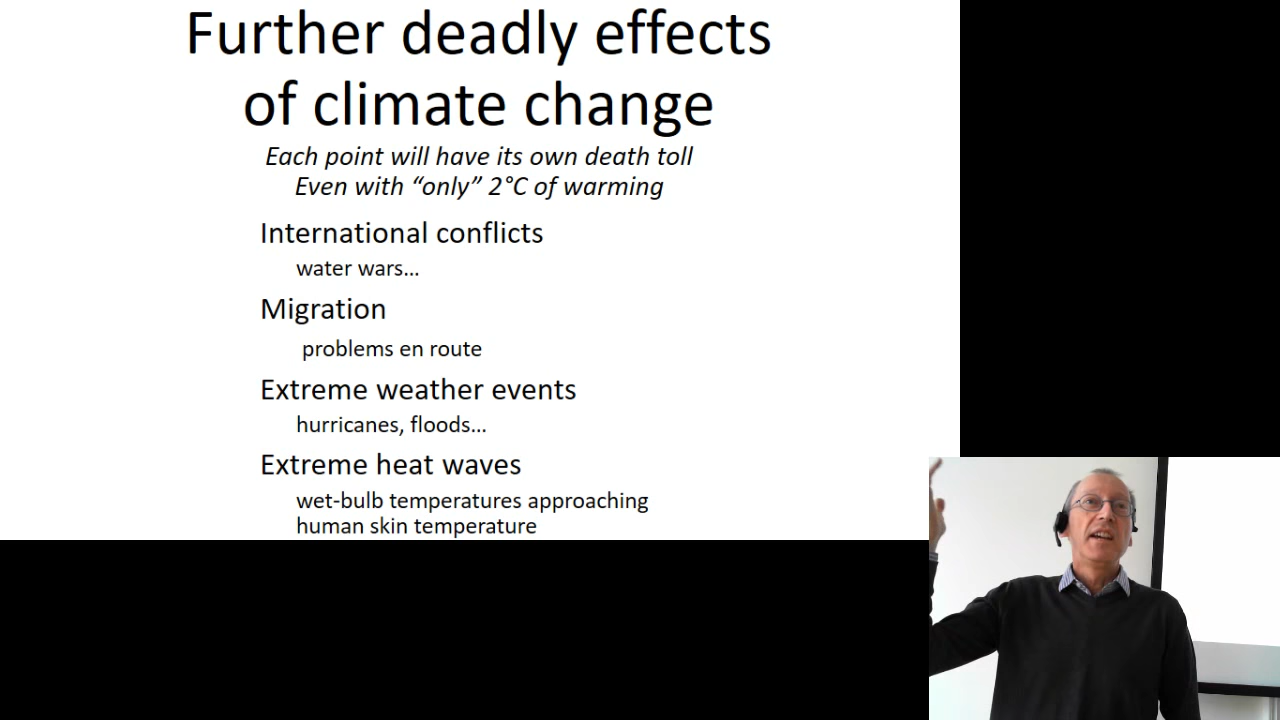 Further deadly effects
of climate change
Each point will have its own death toll
Even with “only” 2°C of warming
International conflicts
water wars…
Migration
problems en route
Extreme weather events
hurricanes, floods…
Extreme heat waves
wet-bulb temperatures approaching
human skin temperature